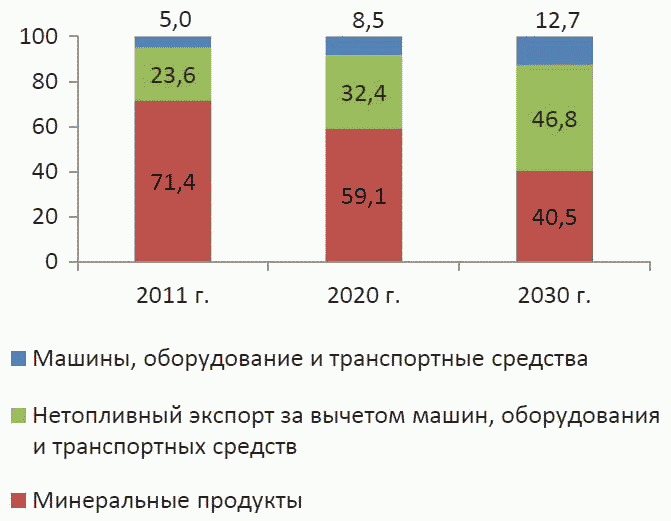 5,0 8,5 12,7
100
80
60
40
20
0
23,6 32,4 46,8
71,4 59,1 40,5
2011 г. 2020 г. 2030 г.
Машины, оборудование и транспортные средства
Нетопливный экспорт за вычетом машин, оборудования
и транспортных средств
Минеральные продукты